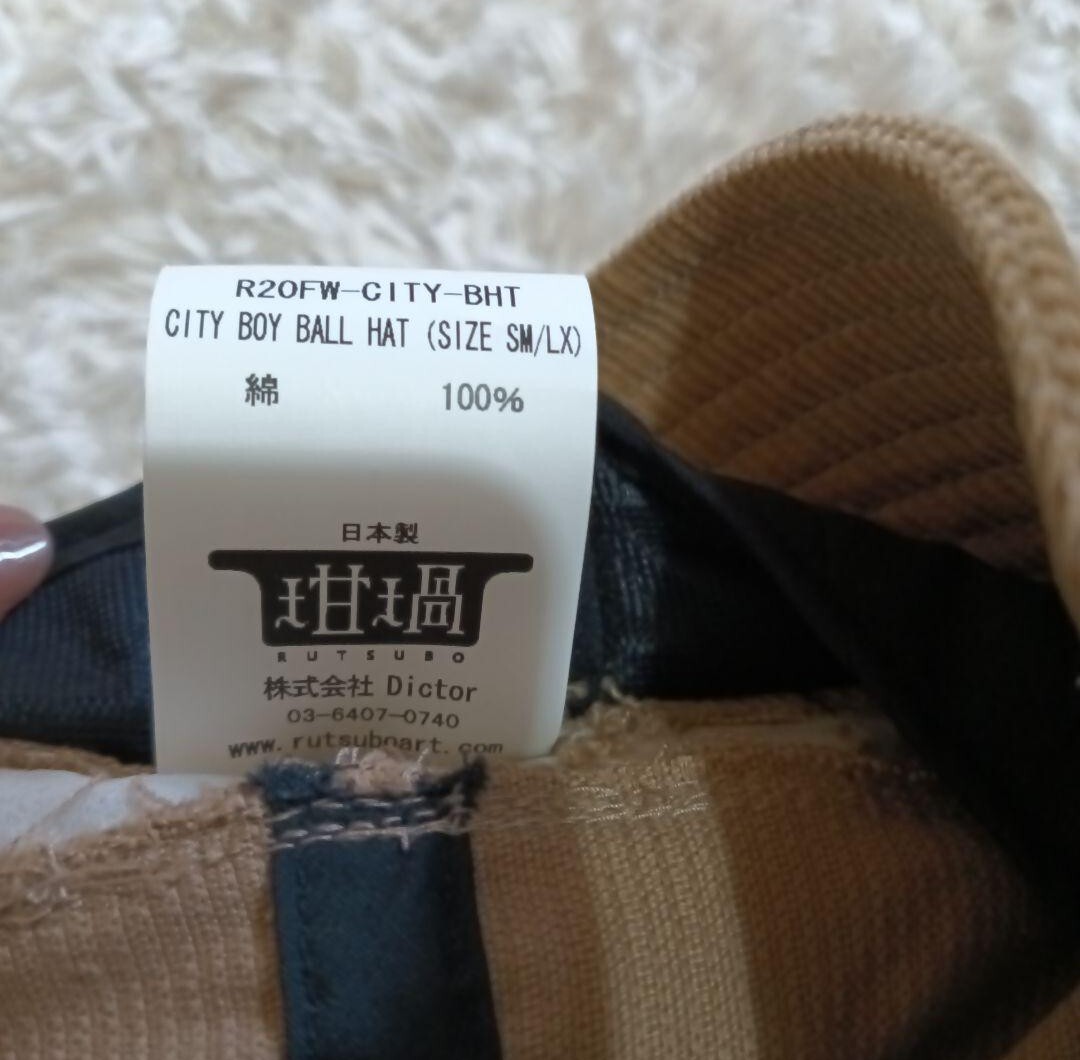 R20FW-CITY-BHT
CITY BOY BALL HAT (SIZE SM/LX)
綿 100%
日本製
坩堝
RUTSUBO
株式会社 Dictor
03-6407-0740
www.rutsuboart.com